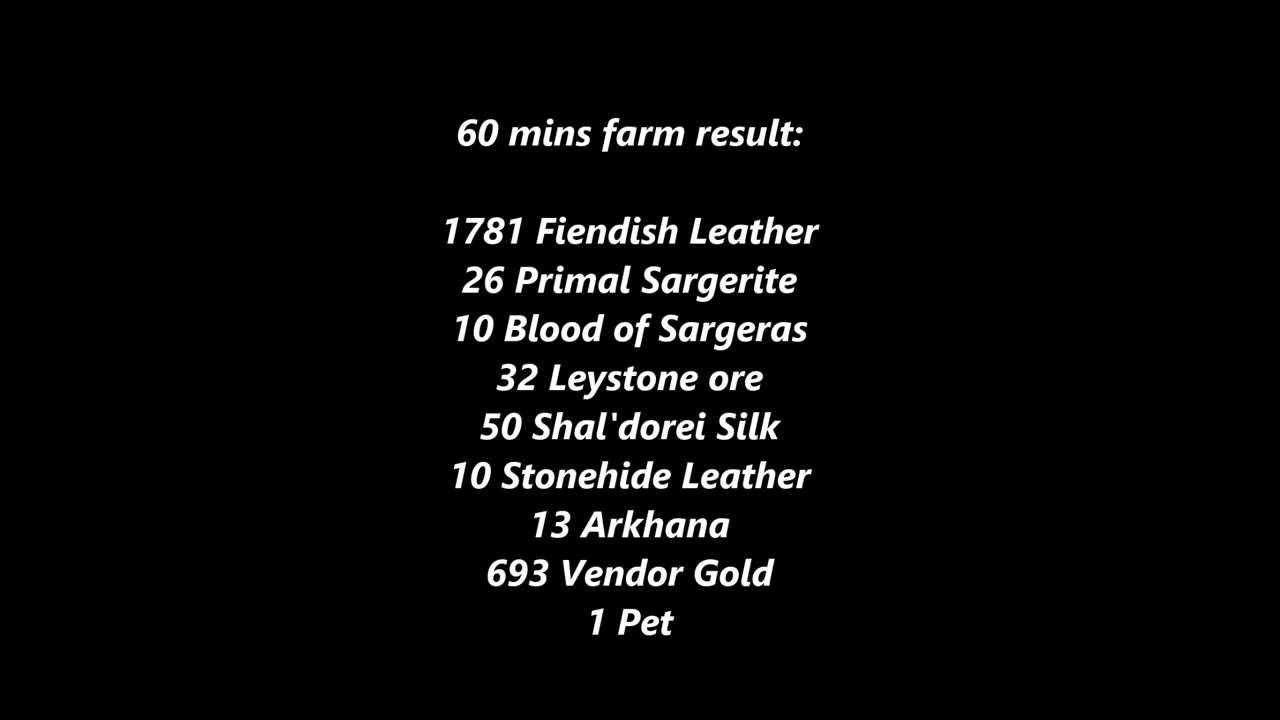 60 mins farm result:
1781 Fiendish Leather
26 Primal Sargerite
10 Blood of Sargeras
32 Leystone ore
50 Shal'dorei Silk
10 Stonehide Leather
13 Arkhana
693 Vendor Gold
1 Pet